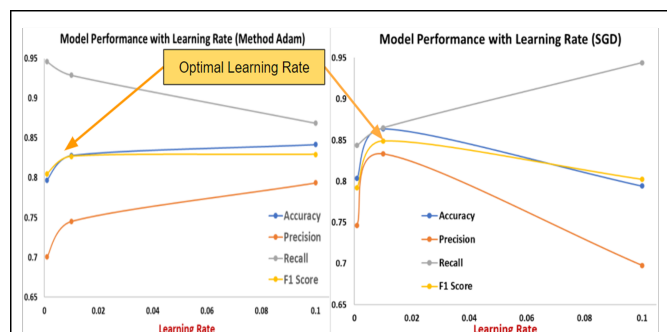 Model Performance with Learning Rate (Method Adam)
0.95
0.9
0.85
0.8
0.75
0.7
0.65
0
0.02
0.04
0.06
0.08
0.1
Learning Rate
Accuracy
Precision
Recall
F1 Score
Optimal Learning Rate
Model Performance with Learning Rate (SGD)
0.95
0.9
0.85
0.8
0.75
0.7
0.65
0
0.02
0.04
0.06
0.08
0.1
Learning Rate
Accuracy
Precision
Recall
F1 Score